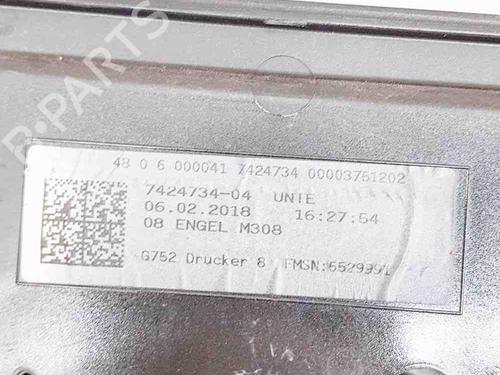 48 0 6 000041 7424734 00003751202
7424734-04 UNTE
06.02.2018 16:27:54
08 ENGEL M308
G752 Drucker 8 FMSN:6529991
B-PARTS